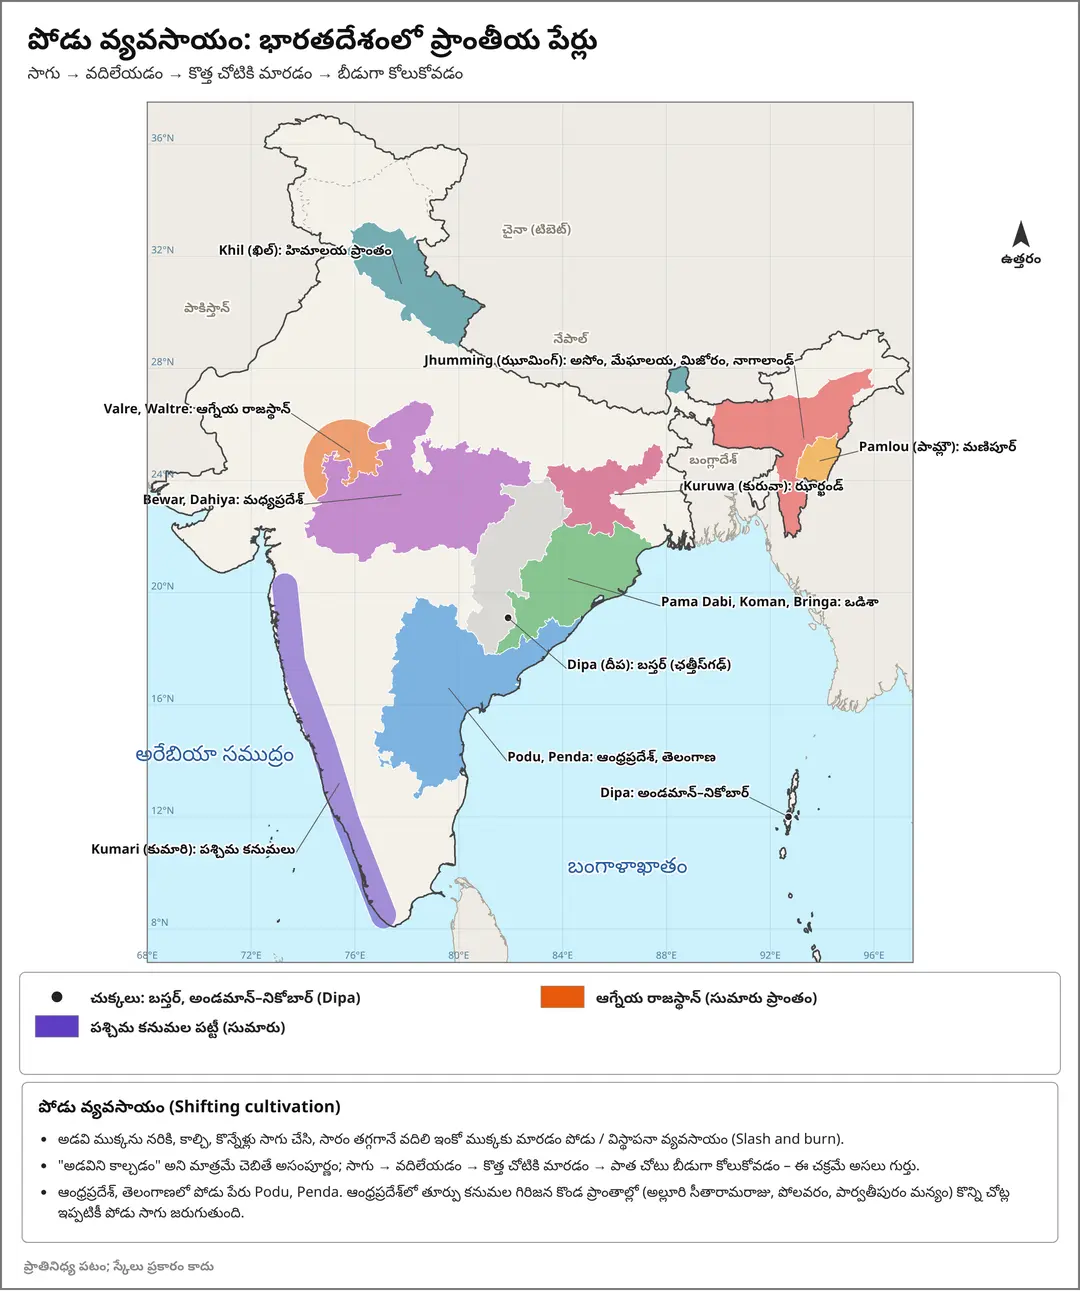 పోడు వ్యవసాయం: భారతదేశంలో ప్రాంతీయ పేర్లు
సాగు → వదిలేయడం → కొత్త చోటికి మారడం → బీడుగా కోలుకోవడం
36°N
చైనా (టిబెట్)
Khil (ఖిల్): హిమాలయ ప్రాంతం
32°N
ఉత్తరం
పాకిస్తాన్
నేపాల్
28°N
Jhumming (ఝూమింగ్): అసోం, మేఘాలయ, మిజోరం, నాగాలాండ్
Valre, Waltre: ఆగ్నేయ రాజస్థాన్
Pamlou (పామ్లౌ): మణిపూర్
బంగ్లాదేశ్
24°N
Kuruwa (కురువా): ఝార్ఖండ్
Bewar, Dahiya: మధ్యప్రదేశ్
20°N
Pama Dabi, Koman, Bringa: ఒడిశా
Dipa (దీప): బస్తర్ (ఛత్తీస్‌గఢ్)
16°N
అరేబియా సముద్రం
Podu, Penda: ఆంధ్రప్రదేశ్, తెలంగాణ
Dipa: అండమాన్–నికోబార్
12°N
Kumari (కుమారి): పశ్చిమ కనుమలు
బంగాళాఖాతం
8°N
68°E 72°E 76°E 80°E 84°E 88°E 92°E 96°E
చుక్కలు: బస్తర్, అండమాన్–నికోబార్ (Dipa)
ఆగ్నేయ రాజస్థాన్ (సుమారు ప్రాంతం)
పశ్చిమ కనుమల పట్టీ (సుమారు)
పోడు వ్యవసాయం (Shifting cultivation)
• అడవి ముక్కను నరికి, కాల్చి, కొన్నేళ్లు సాగు చేసి, సారం తగ్గగానే వదిలి ఇంకో ముక్కకు మారడం పోడు / విస్థాపనా వ్యవసాయం (Slash and burn).
• "అడవిని కాల్చడం" అని మాత్రమే చెబితే అసంపూర్ణం; సాగు → వదిలేయడం → కొత్త చోటికి మారడం → పాత చోటు బీడుగా కోలుకోవడం – ఈ చక్రమే అసలు గుర్తు.
• ఆంధ్రప్రదేశ్, తెలంగాణలో పోడు పేరు Podu, Penda. ఆంధ్రప్రదేశ్‌లో తూర్పు కనుమల గిరిజన కొండ ప్రాంతాల్లో (అల్లూరి సీతారామరాజు, పోలవరం, పార్వతీపురం మన్యం) కొన్ని చోట్ల
ఇప్పటికీ పోడు సాగు జరుగుతుంది.
ప్రాతినిధ్య పటం; స్కేలు ప్రకారం కాదు